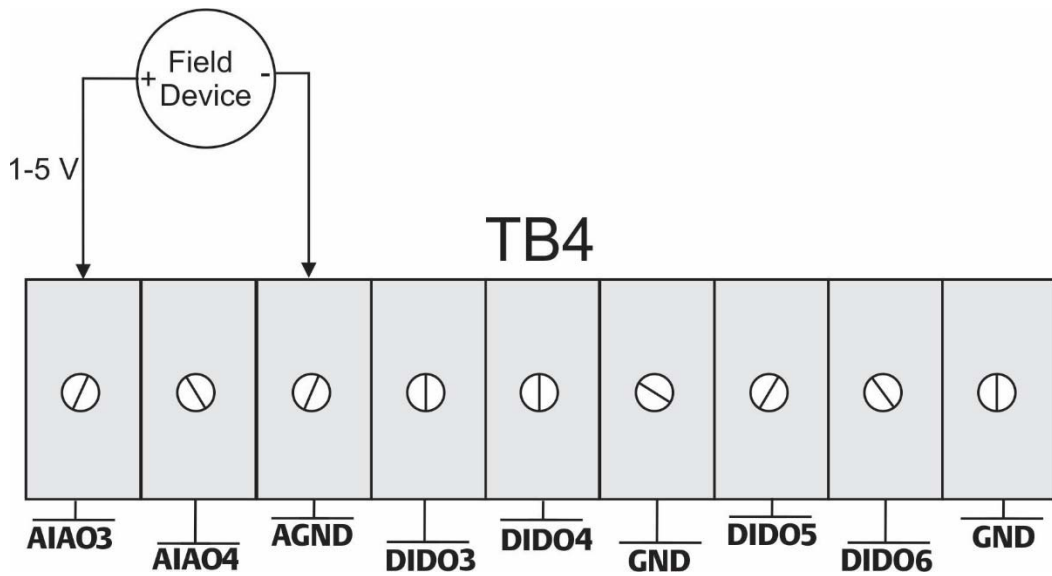 + Field -
Device
1-5 V
TB4
AIAO3
AIAO4
AGND
DIDO3
DIDO4
GND
DIDO5
DIDO6
GND